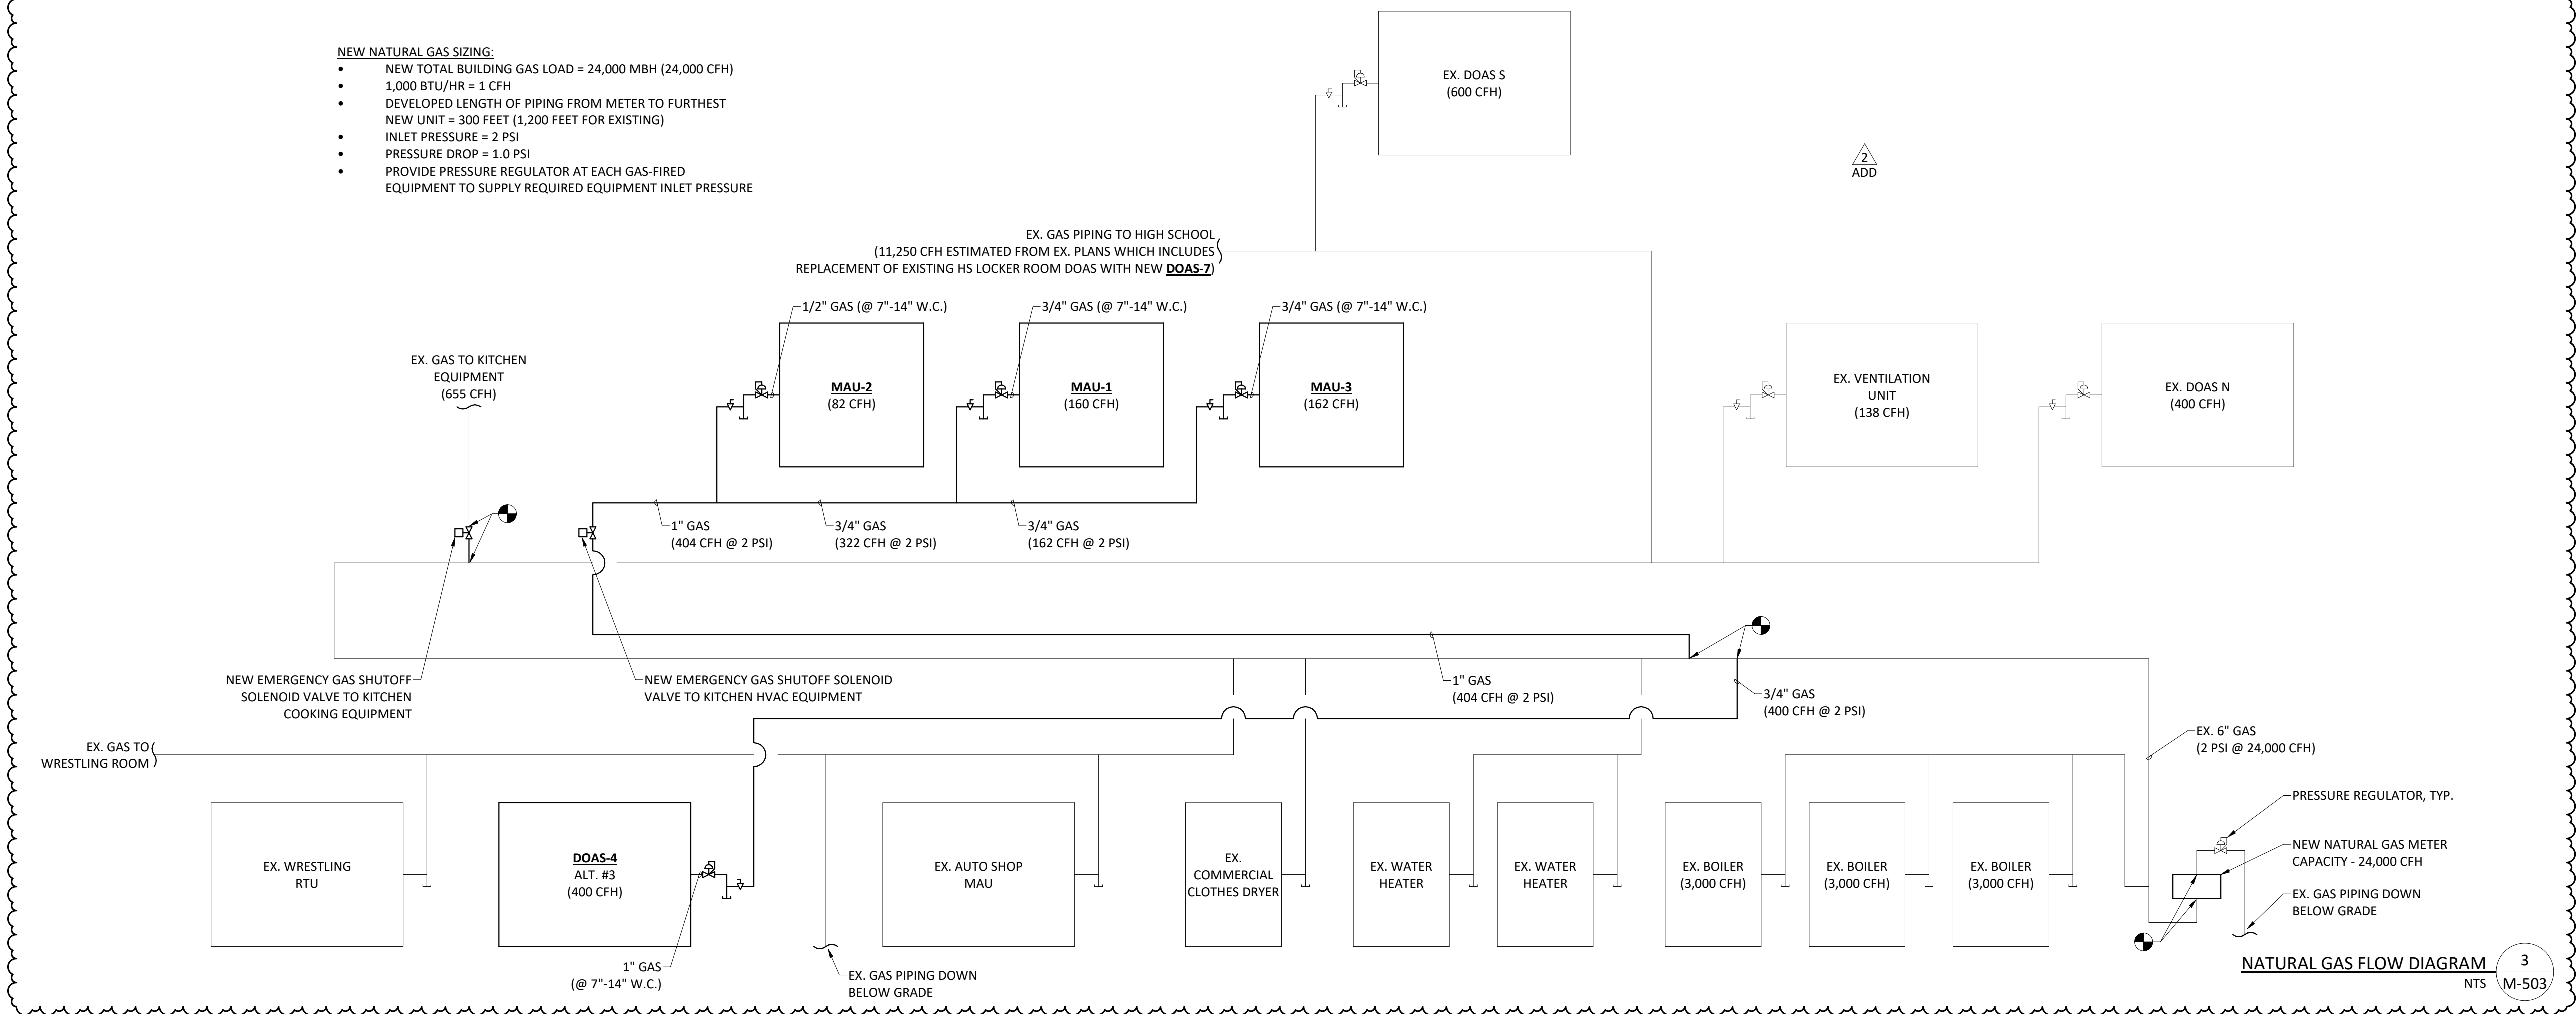 NEW NATURAL GAS SIZING:
• NEW TOTAL BUILDING GAS LOAD = 24,000 MBH (24,000 CFH)
• 1,000 BTU/HR = 1 CFH
• DEVELOPED LENGTH OF PIPING FROM METER TO FURTHEST
NEW UNIT = 300 FEET (1,200 FEET FOR EXISTING)
• INLET PRESSURE = 2 PSI
• PRESSURE DROP = 1.0 PSI
• PROVIDE PRESSURE REGULATOR AT EACH GAS-FIRED
EQUIPMENT TO SUPPLY REQUIRED EQUIPMENT INLET PRESSURE
EX. DOAS S
(600 CFH)
2
ADD
EX. GAS PIPING TO HIGH SCHOOL
(11,250 CFH ESTIMATED FROM EX. PLANS WHICH INCLUDES
REPLACEMENT OF EXISTING HS LOCKER ROOM DOAS WITH NEW DOAS-7)
1/2" GAS (@ 7"-14" W.C.)
3/4" GAS (@ 7"-14" W.C.)
3/4" GAS (@ 7"-14" W.C.)
EX. GAS TO KITCHEN
EQUIPMENT
(655 CFH)
MAU-2
(82 CFH)
MAU-1
(160 CFH)
MAU-3
(162 CFH)
EX. VENTILATION
UNIT
(138 CFH)
EX. DOAS N
(400 CFH)
1" GAS
(404 CFH @ 2 PSI)
3/4" GAS
(322 CFH @ 2 PSI)
3/4" GAS
(162 CFH @ 2 PSI)
NEW EMERGENCY GAS SHUTOFF
SOLENOID VALVE TO KITCHEN
COOKING EQUIPMENT
NEW EMERGENCY GAS SHUTOFF SOLENOID
VALVE TO KITCHEN HVAC EQUIPMENT
1" GAS
(404 CFH @ 2 PSI)
3/4" GAS
(400 CFH @ 2 PSI)
EX. 6" GAS
(2 PSI @ 24,000 CFH)
EX. GAS TO
WRESTLING ROOM
PRESSURE REGULATOR, TYP.
NEW NATURAL GAS METER
CAPACITY - 24,000 CFH
EX. GAS PIPING DOWN
BELOW GRADE
EX. WRESTLING
RTU
DOAS-4
ALT. #3
(400 CFH)
EX. AUTO SHOP
MAU
EX.
COMMERCIAL
CLOTHES DRYER
EX. WATER
HEATER
EX. WATER
HEATER
EX. BOILER
(3,000 CFH)
EX. BOILER
(3,000 CFH)
EX. BOILER
(3,000 CFH)
1" GAS
(@ 7"-14" W.C.)
EX. GAS PIPING DOWN
BELOW GRADE
NATURAL GAS FLOW DIAGRAM
NTS
3
M-503